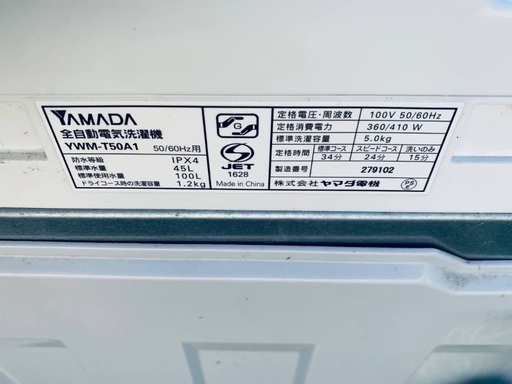 YAMADA
全自動電気洗濯機
YWM-T50A1 50/60Hz用
防水等級 IPX4
標準水量 45L
標準使用水量 100L
ドライコース時の洗濯容量 1.2kg
G
JET
1628
Made in China
定格電圧・周波数 100V 50/60Hz
定格消費電力 360/410 W
標準洗濯容量 5.0kg
標準コース スピードコース 洗いのみ
34分 24分 15分
製造番号 279102
株式会社 ヤマダ電機
PS
E